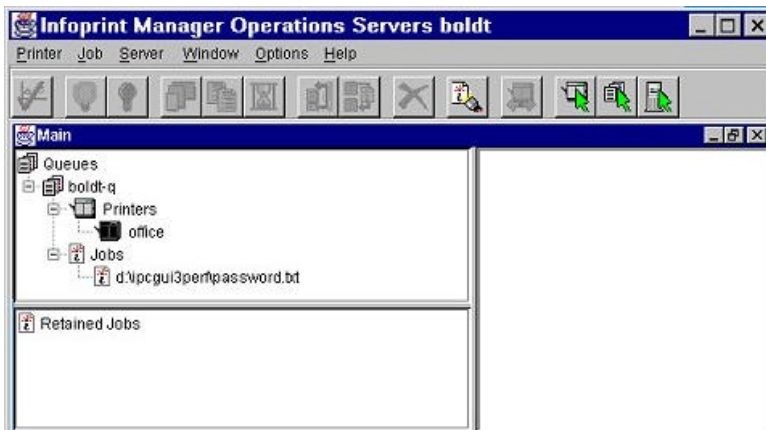 Infoprint Manager Operations Servers boldt
Printer Job Server Window Options Help
Main
Queues
boldt-q
Printers
office
Jobs
d:\ipcgui3perf\password.txt
Retained Jobs